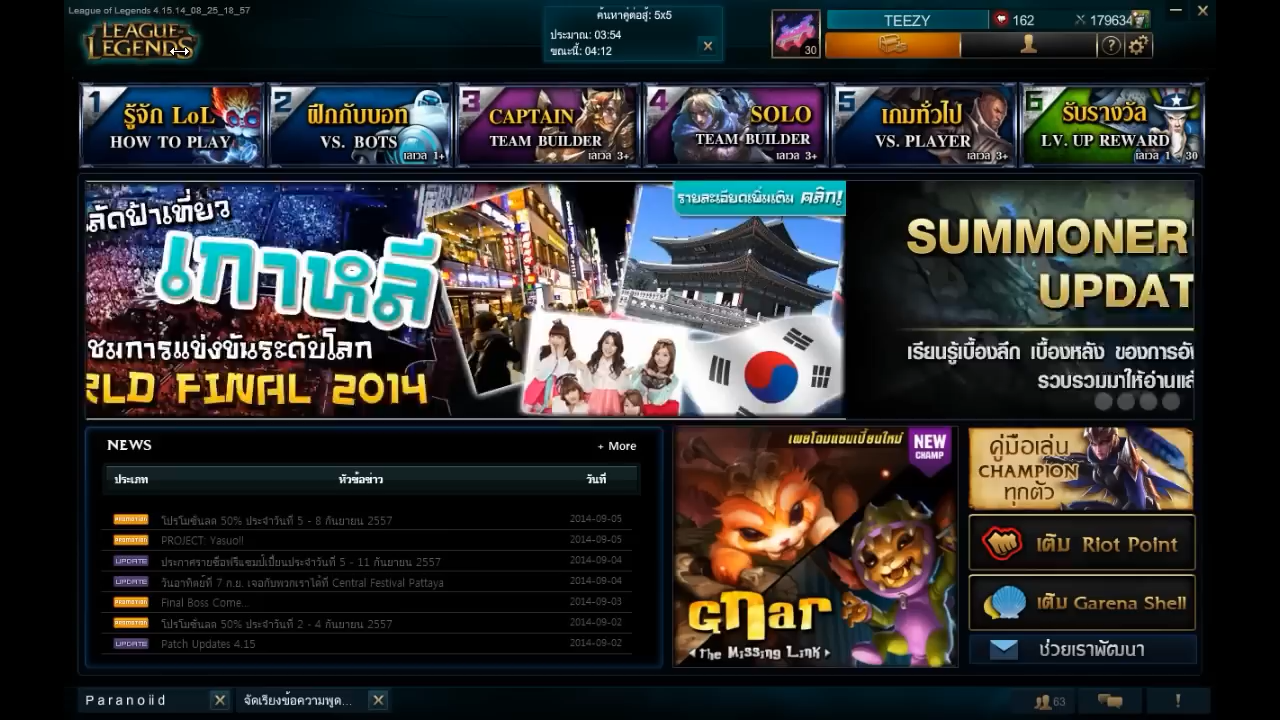 League of Legends 4.15.14_08_25_18_57
LEAGUE OF
LEGENDS
ค้นหาคู่ต่อสู้: 5x5
ประมาณ: 03:54
ขณะนี้: 04:12
30
TEEZY
162
179634
1
รู้จัก LoL
HOW TO PLAY
2
ฝึกกับบอท
VS. BOTS
เลเวล 1+
3
CAPTAIN
TEAM BUILDER
เลเวล 3+
4
SOLO
TEAM BUILDER
เลเวล 3+
5
เกมทั่วไป
VS. PLAYER
เลเวล 3+
6
รับรางวัล
LV. UP REWARD
เลเวล 1 - 30
ลัดฟ้าเที่ยว
เกาหลี
ชมการแข่งขันระดับโลก
RLD FINAL 2014
รายละเอียดเพิ่มเติม คลิก!
SUMMONER
UPDAT
เรียนรู้เบื้องลึก เบื้องหลัง ของการอัพ
รวบรวมมาให้อ่านแล้
NEWS
+ More
ประเภท หัวข้อข่าว วันที่
PROMOTION โปรโมชั่นลด 50% ประจำวันที่ 5 - 8 กันยายน 2557 2014-09-05
PROMOTION PROJECT: Yasuo!! 2014-09-05
UPDATE ประกาศรายชื่อฟรีแชมป์เปี้ยนประจำวันที่ 5 - 11 กันยายน 2557 2014-09-04
UPDATE วันอาทิตย์ที่ 7 ก.ย. เจอกับพวกเราได้ที่ Central Festival Pattaya 2014-09-04
PROMOTION Final Boss Come... 2014-09-03
PROMOTION โปรโมชั่นลด 50% ประจำวันที่ 2 - 4 กันยายน 2557 2014-09-02
UPDATE Patch Updates 4.15 2014-09-02
เผยโฉมแชมเปี้ยนใหม่
NEW
CHAMP
GNAR
The Missing Link
คู่มือเล่น
CHAMPION
ทุกตัว
เติม Riot Point
เติม Garena Shell
ช่วยเราพัฒนา
Paranoiid
จัดเรียงข้อความพูด...
63